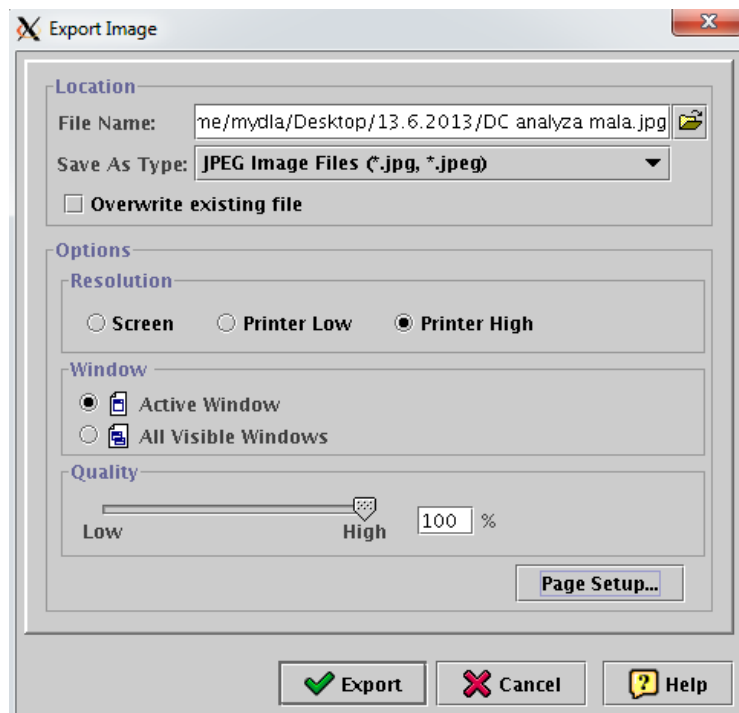 Export Image
Location
File Name: me/mydla/Desktop/13.6.2013/DC analyza mala.jpg
Save As Type: JPEG Image Files (*.jpg, *.jpeg)
Overwrite existing file
Options
Resolution
Screen Printer Low Printer High
Window
Active Window
All Visible Windows
Quality
Low High 100 %
Page Setup...
Export Cancel Help